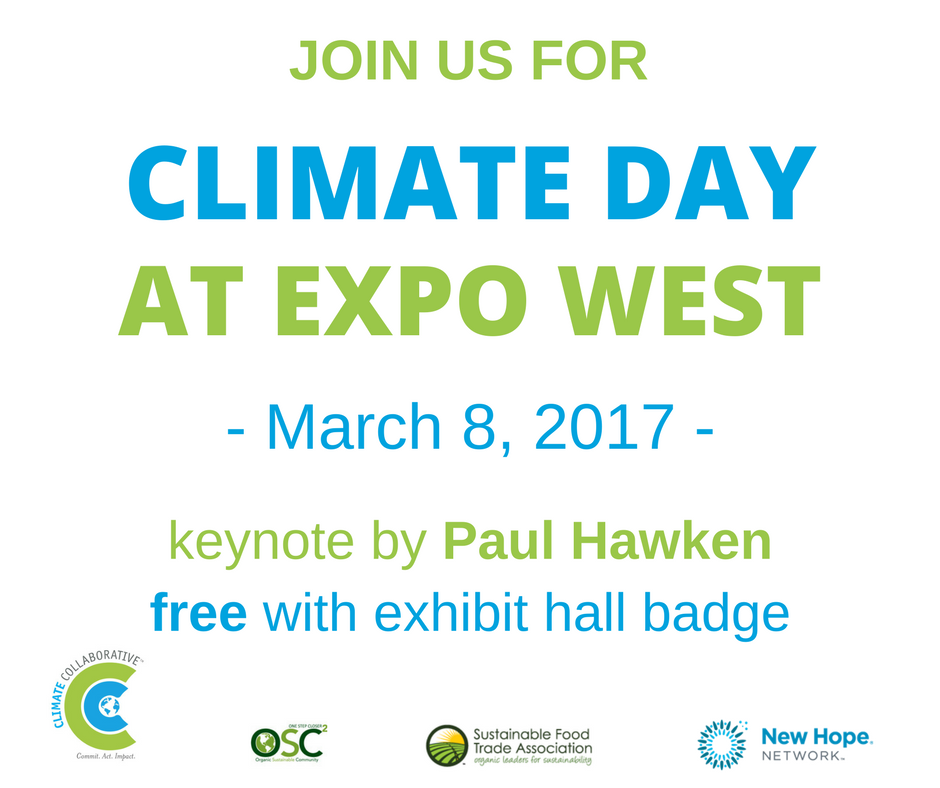 JOIN US FOR
CLIMATE DAY
AT EXPO WEST
- March 8, 2017 -
keynote by Paul Hawken
free with exhibit hall badge
CLIMATE COLLABORATIVE™
Commit. Act. Impact.
ONE STEP CLOSER
OSC2
Organic Sustainable Community
Sustainable Food
Trade Association
organic leaders for sustainability
New Hope®
NETWORK™